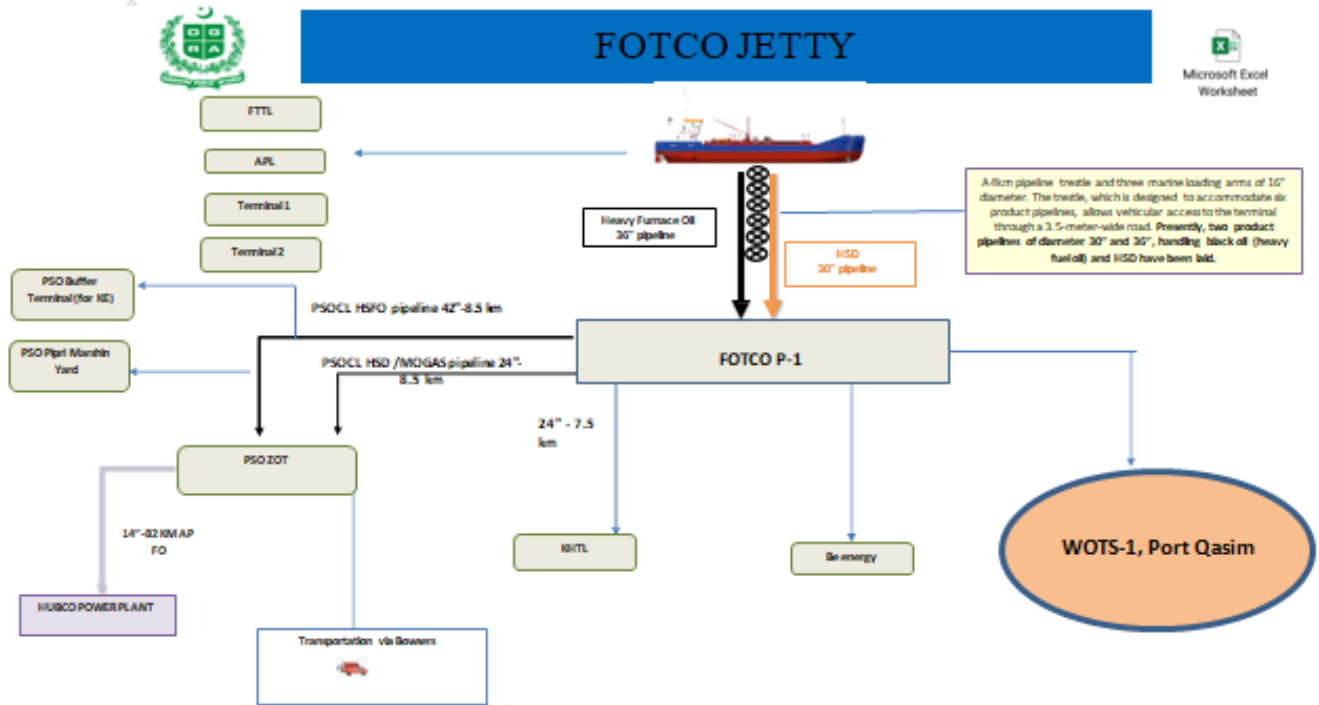 FOTCO JETTY
OGRA
Microsoft Excel
Worksheet
FTTL
APL
Terminal 1
Terminal 2
Heavy Furnace Oil
36" pipeline
HSD
30" pipeline
A 4km pipeline trestle and three marine loading arms of 16"
diameter. The trestle, which is designed to accommodate six
product pipelines, allows vehicular access to the terminal
through a 3.5-meter-wide road. Presently, two product
pipelines of diameter 30" and 36", handling black oil (heavy
fuel oil) and HSD have been laid.
PSO Buffer
Terminal (for KE)
PSOCL HSFO pipeline 42"-8.5 km
PSO Pipri Marshin
Yard
PSOCL HSD /MOGAS pipeline 24"-
8.5 km
FOTCO P-1
24" - 7.5
km
PSO ZOT
14"-82 KM AP
FO
KHTL
Be energy
WOTS-1, Port Qasim
HUBCO POWER PLANT
Transportation via Bowsers